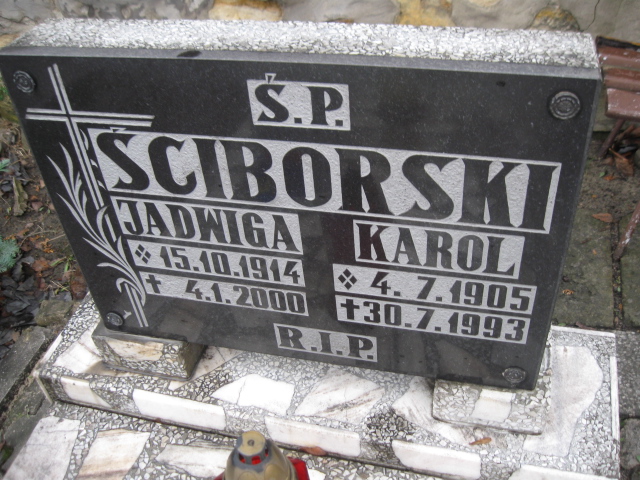 Ś.P.
ŚCIBORSKI
JADWIGA
15.10.1914
4.1.2000
KAROL
4.7.1905
30.7.1993
R.I.P.